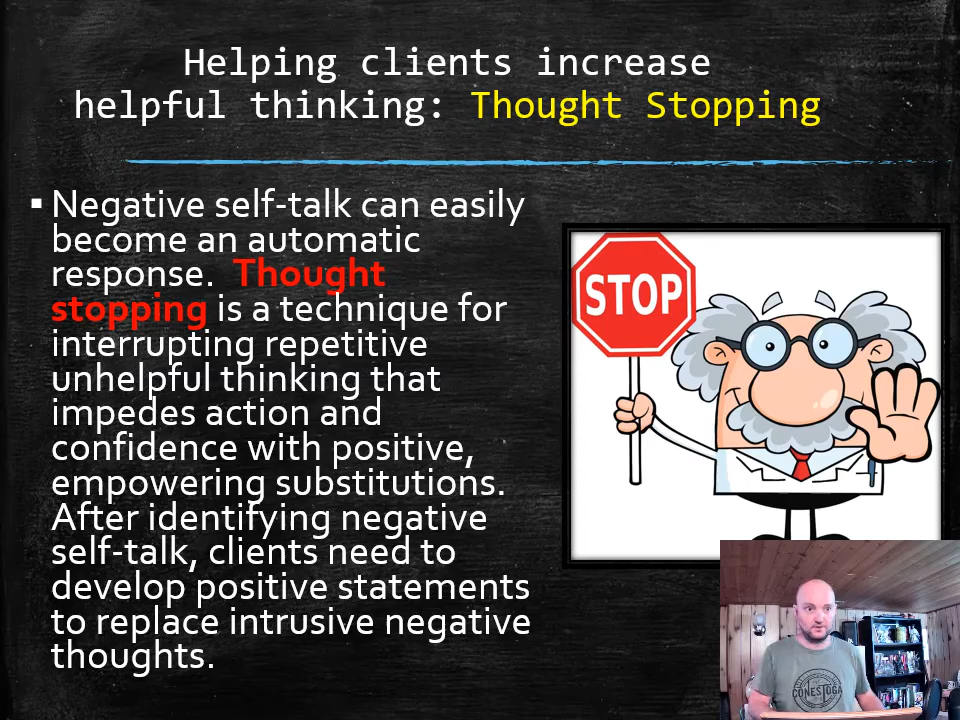 Helping clients increase
helpful thinking: Thought Stopping
▪ Negative self-talk can easily
become an automatic
response. Thought
stopping is a technique for
interrupting repetitive
unhelpful thinking that
impedes action and
confidence with positive,
empowering substitutions.
After identifying negative
self-talk, clients need to
develop positive statements
to replace intrusive negative
thoughts.
STOP
CONESTOGA